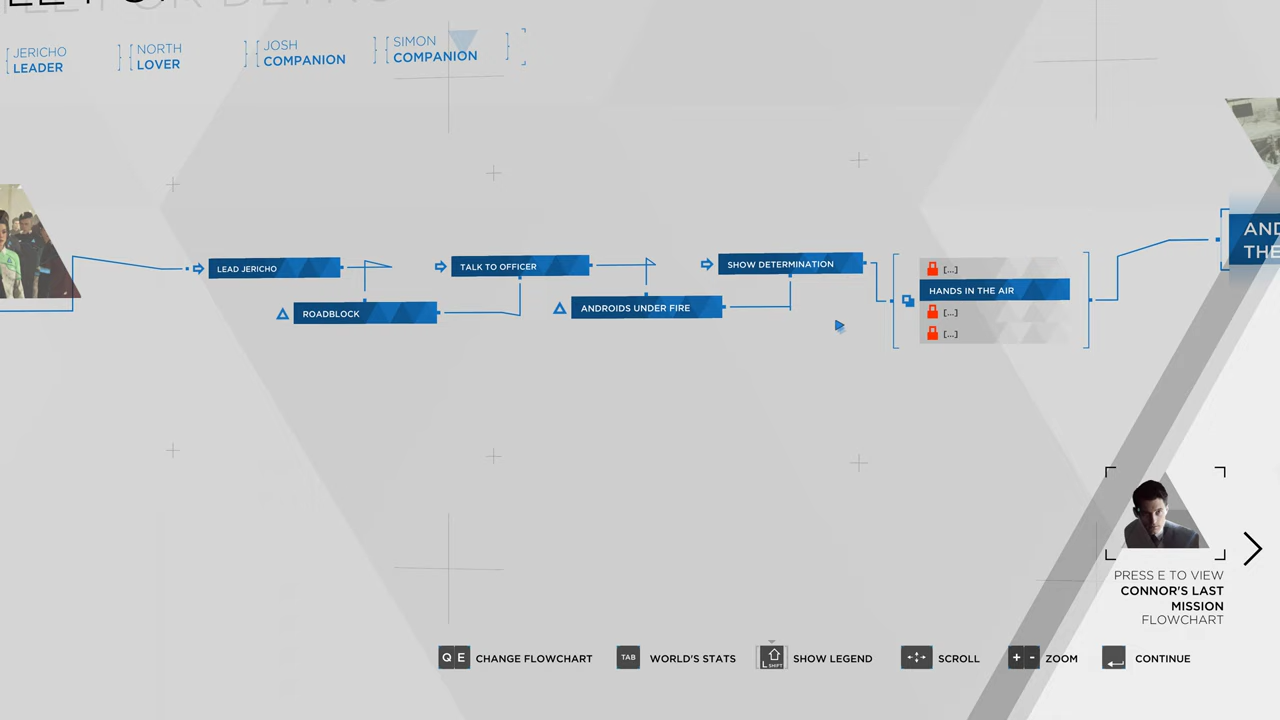 JERICHO
LEADER
NORTH
LOVER
JOSH
COMPANION
SIMON
COMPANION
LEAD JERICHO
ROADBLOCK
TALK TO OFFICER
ANDROIDS UNDER FIRE
SHOW DETERMINATION
[...]
HANDS IN THE AIR
[...]
[...]
AND
THE
PRESS E TO VIEW
CONNOR'S LAST
MISSION
FLOWCHART
Q E CHANGE FLOWCHART
TAB WORLD'S STATS
L SHIFT SHOW LEGEND
SCROLL
+ - ZOOM
CONTINUE